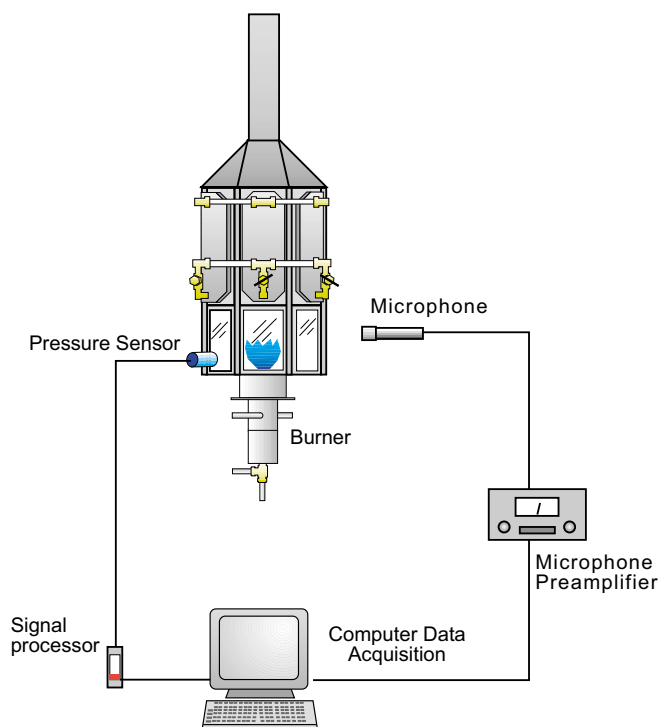 Microphone
Pressure Sensor
Burner
Microphone
Preamplifier
Signal
processor
Computer Data
Acquisition